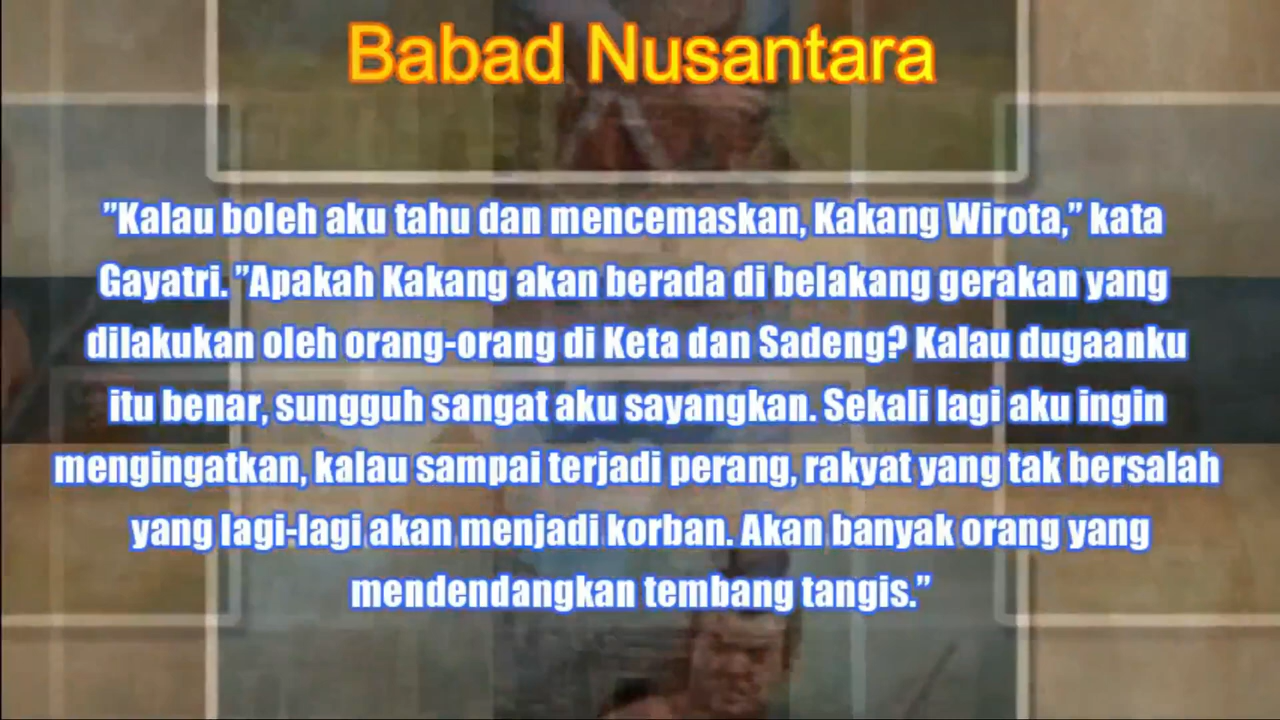 Babad Nusantara
”Kalau boleh aku tahu dan mencemaskan, Kakang Wirota,” kata
Gayatri. ”Apakah Kakang akan berada di belakang gerakan yang
dilakukan oleh orang-orang di Keta dan Sadeng? Kalau dugaanku
itu benar, sungguh sangat aku sayangkan. Sekali lagi aku ingin
mengingatkan, kalau sampai terjadi perang, rakyat yang tak bersalah
yang lagi-lagi akan menjadi korban. Akan banyak orang yang
mendendangkan tembang tangis.”